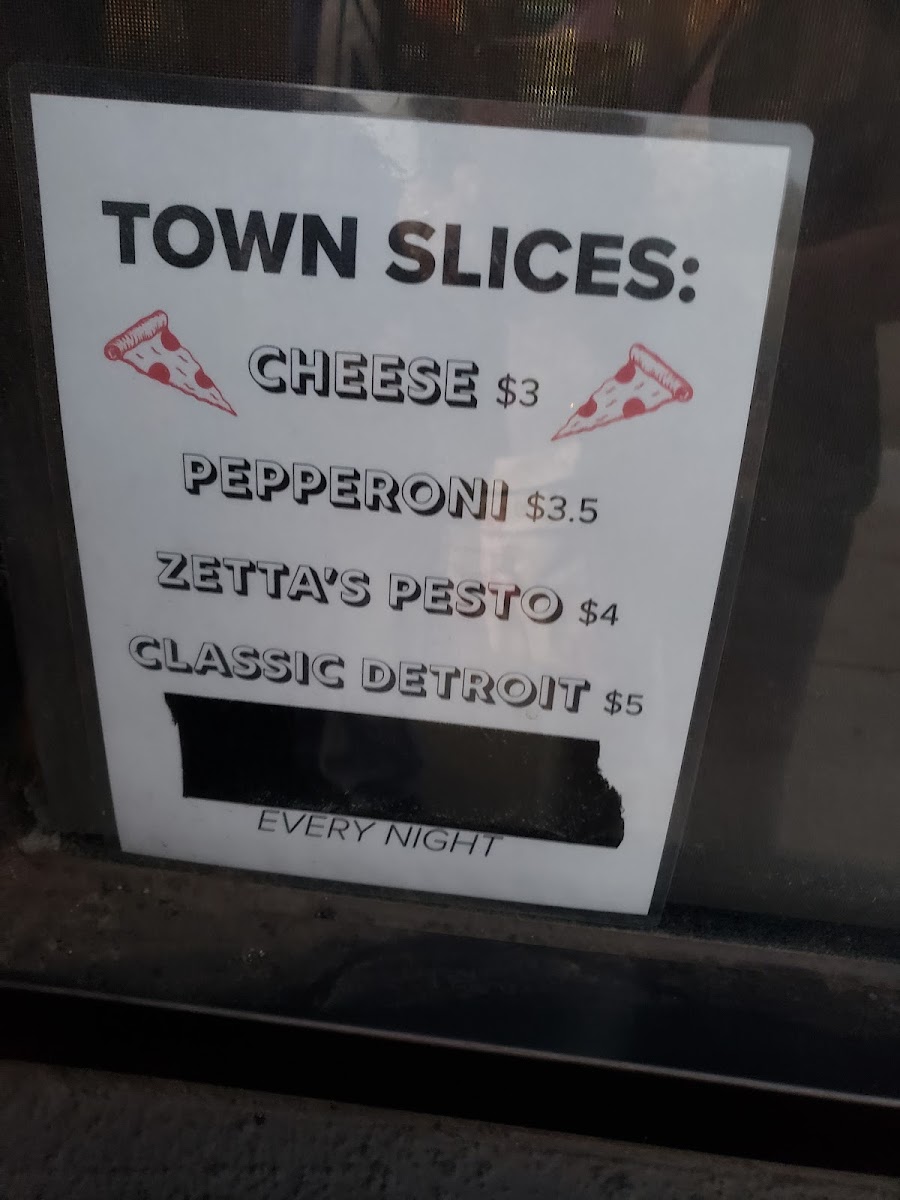 TOWN SLICES:
CHEESE $3
PEPPERONI $3.5
ZETTA'S PESTO $4
CLASSIC DETROIT $5
EVERY NIGHT